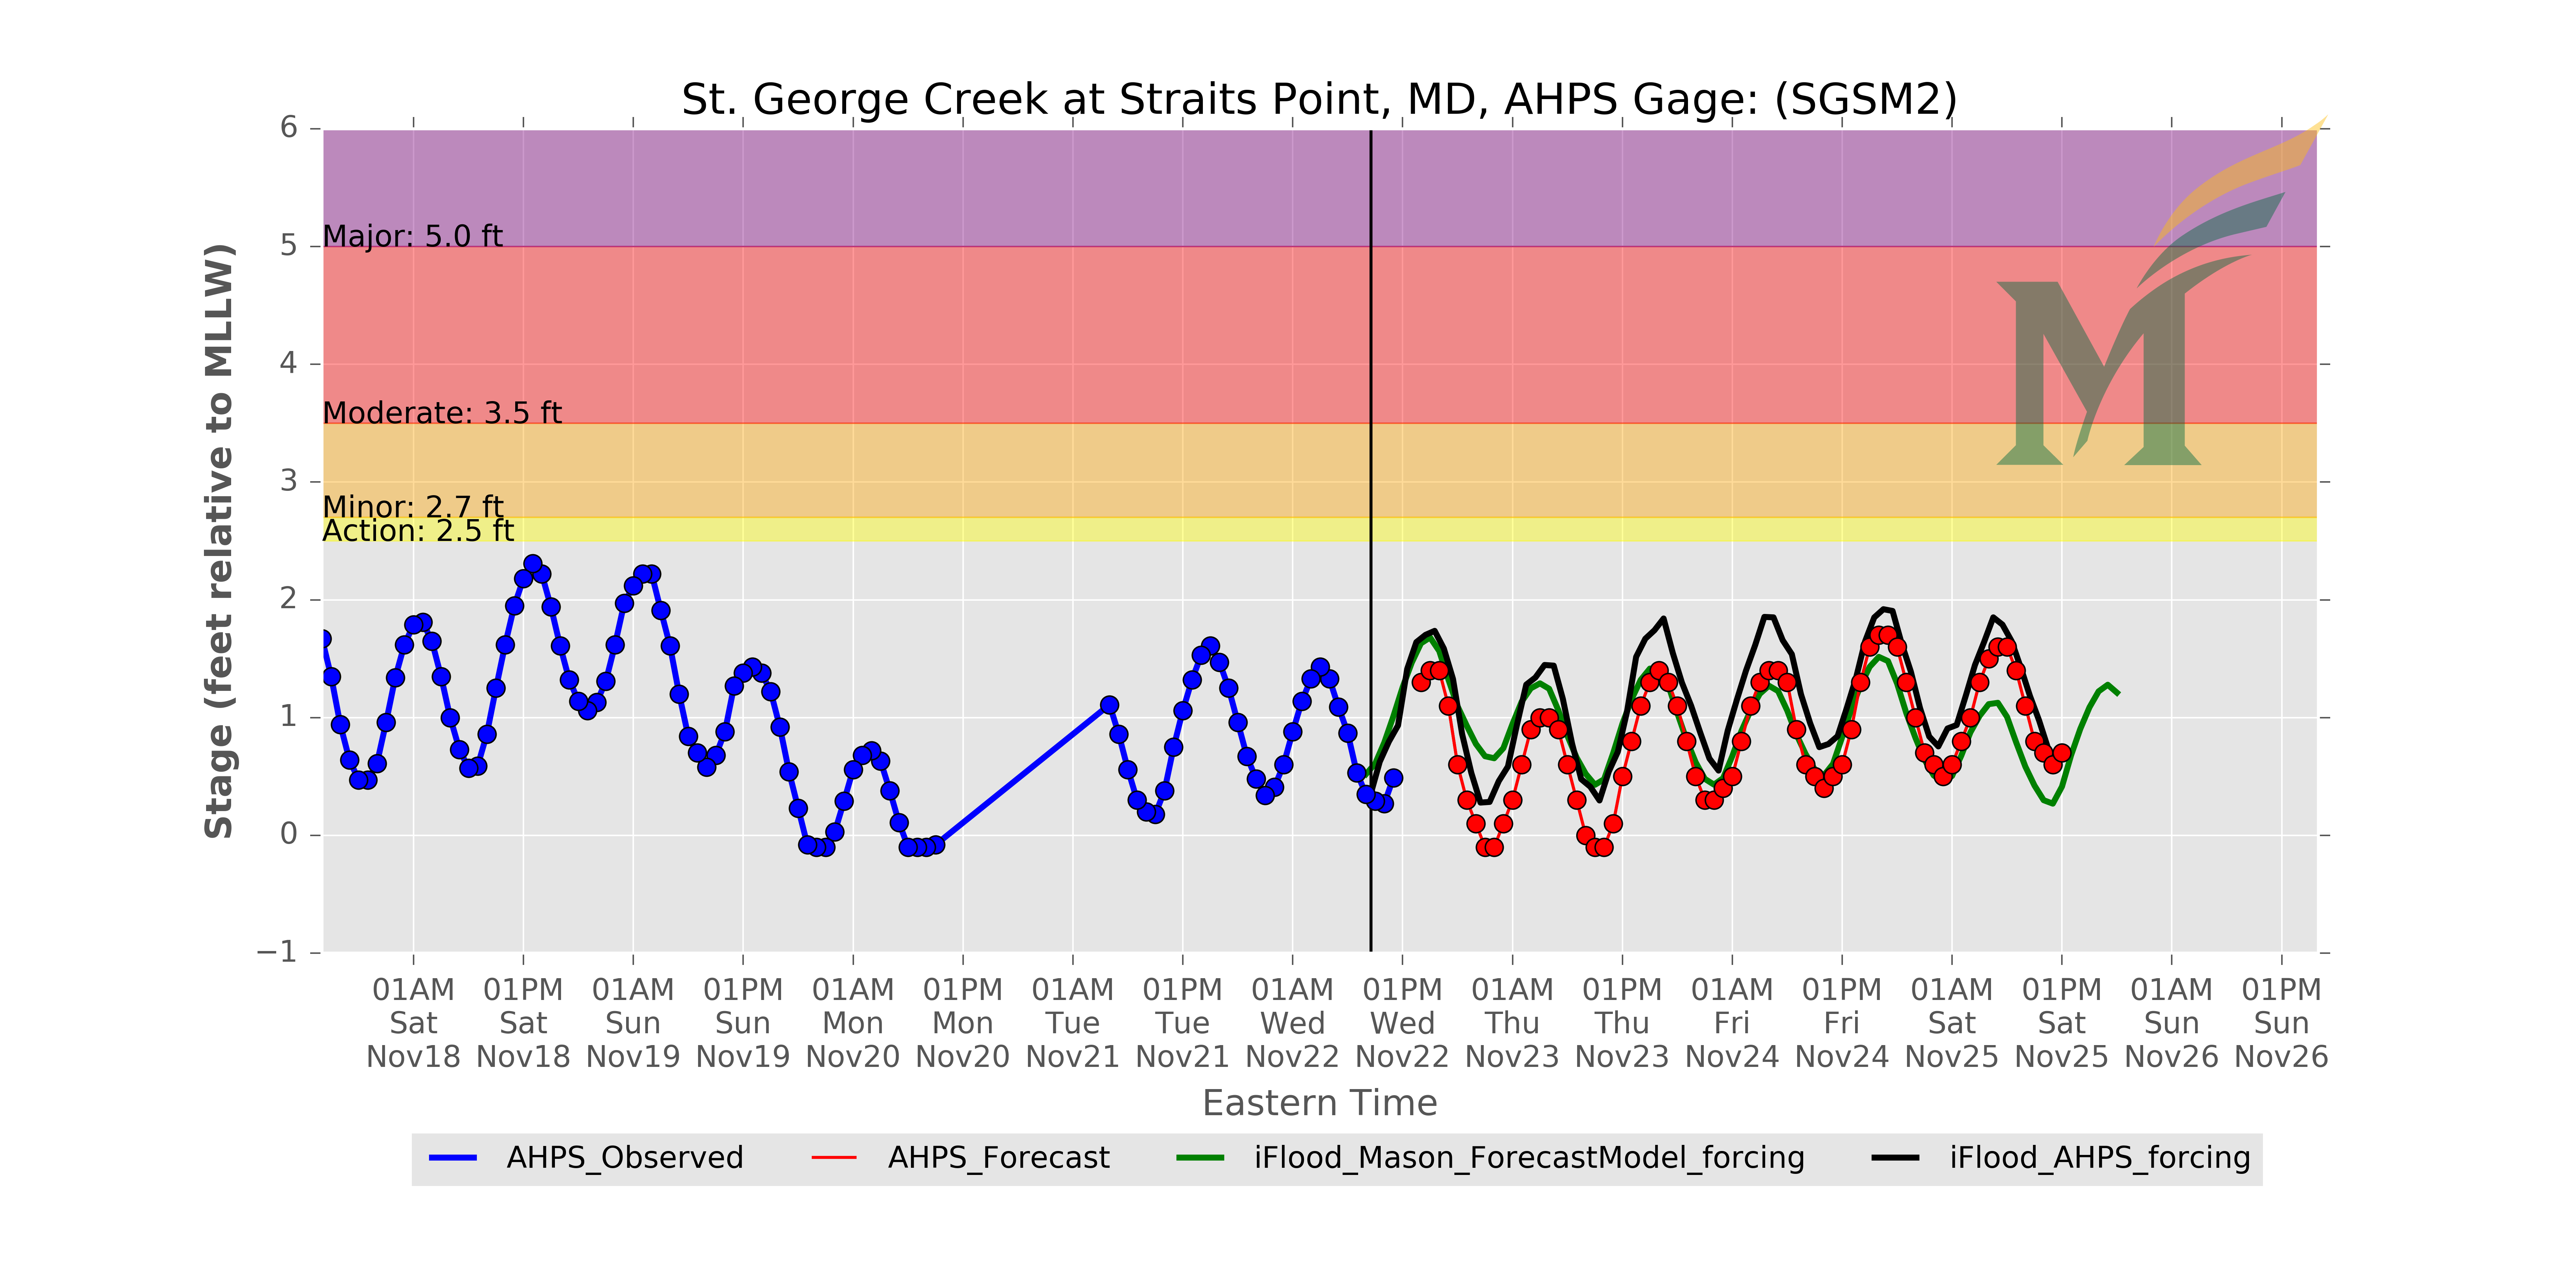 St. George Creek at Straits Point, MD, AHPS Gage: (SGSM2)
Stage (feet relative to MLLW)
6
5
4
3
2
1
0
−1
Major: 5.0 ft
Moderate: 3.5 ft
Minor: 2.7 ft
Action: 2.5 ft
M
01AM 01PM 01AM 01PM 01AM 01PM 01AM 01PM 01AM 01PM 01AM 01PM 01AM 01PM 01AM 01PM 01AM 01PM
Sat Sat Sun Sun Mon Mon Tue Tue Wed Wed Thu Thu Fri Fri Sat Sat Sun Sun
Nov18 Nov18 Nov19 Nov19 Nov20 Nov20 Nov21 Nov21 Nov22 Nov22 Nov23 Nov23 Nov24 Nov24 Nov25 Nov25 Nov26 Nov26
Eastern Time
AHPS_Observed AHPS_Forecast iFlood_Mason_ForecastModel_forcing iFlood_AHPS_forcing